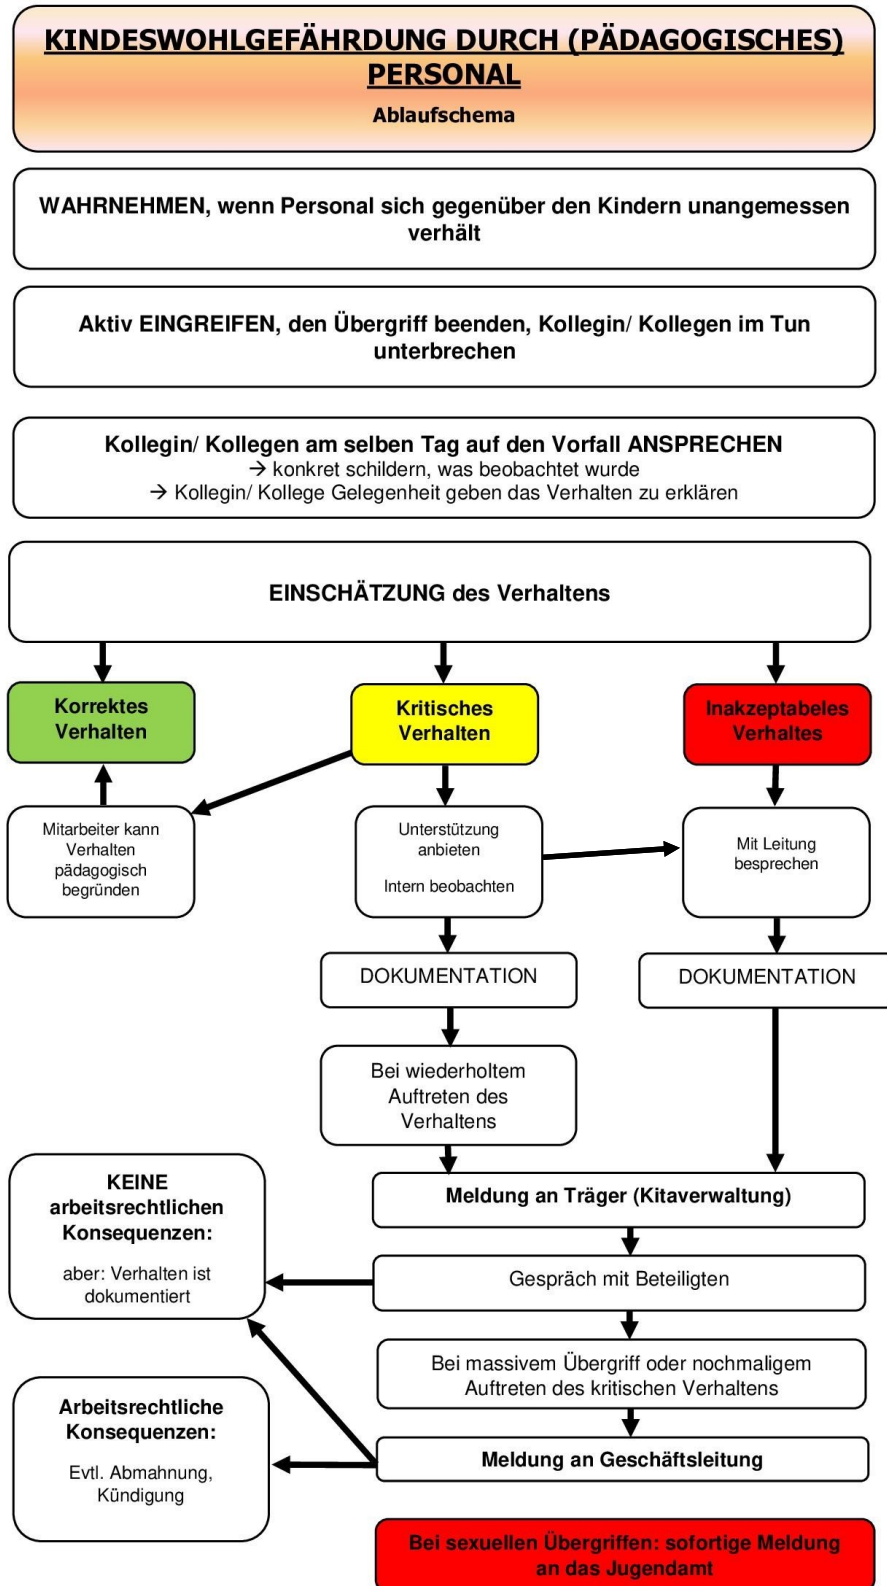 KINDESWOHLGEFÄHRDUNG DURCH (PÄDAGOGISCHES)
PERSONAL
Ablaufschema
WAHRNEHMEN, wenn Personal sich gegenüber den Kindern unangemessen
verhält
Aktiv EINGREIFEN, den Übergriff beenden, Kollegin/ Kollegen im Tun
unterbrechen
Kollegin/ Kollegen am selben Tag auf den Vorfall ANSPRECHEN
→ konkret schildern, was beobachtet wurde
→ Kollegin/ Kollege Gelegenheit geben das Verhalten zu erklären
EINSCHÄTZUNG des Verhaltens
Korrektes
Verhalten
Kritisches
Verhalten
Inakzeptabeles
Verhaltes
Mitarbeiter kann
Verhalten
pädagogisch
begründen
Unterstützung
anbieten
Intern beobachten
Mit Leitung
besprechen
DOKUMENTATION
DOKUMENTATION
Bei wiederholtem
Auftreten des
Verhaltens
KEINE
arbeitsrechtlichen
Konsequenzen:
aber: Verhalten ist
dokumentiert
Meldung an Träger (Kitaverwaltung)
Gespräch mit Beteiligten
Bei massivem Übergriff oder nochmaligem
Auftreten des kritischen Verhaltens
Arbeitsrechtliche
Konsequenzen:
Evtl. Abmahnung,
Kündigung
Meldung an Geschäftsleitung
Bei sexuellen Übergriffen: sofortige Meldung
an das Jugendamt